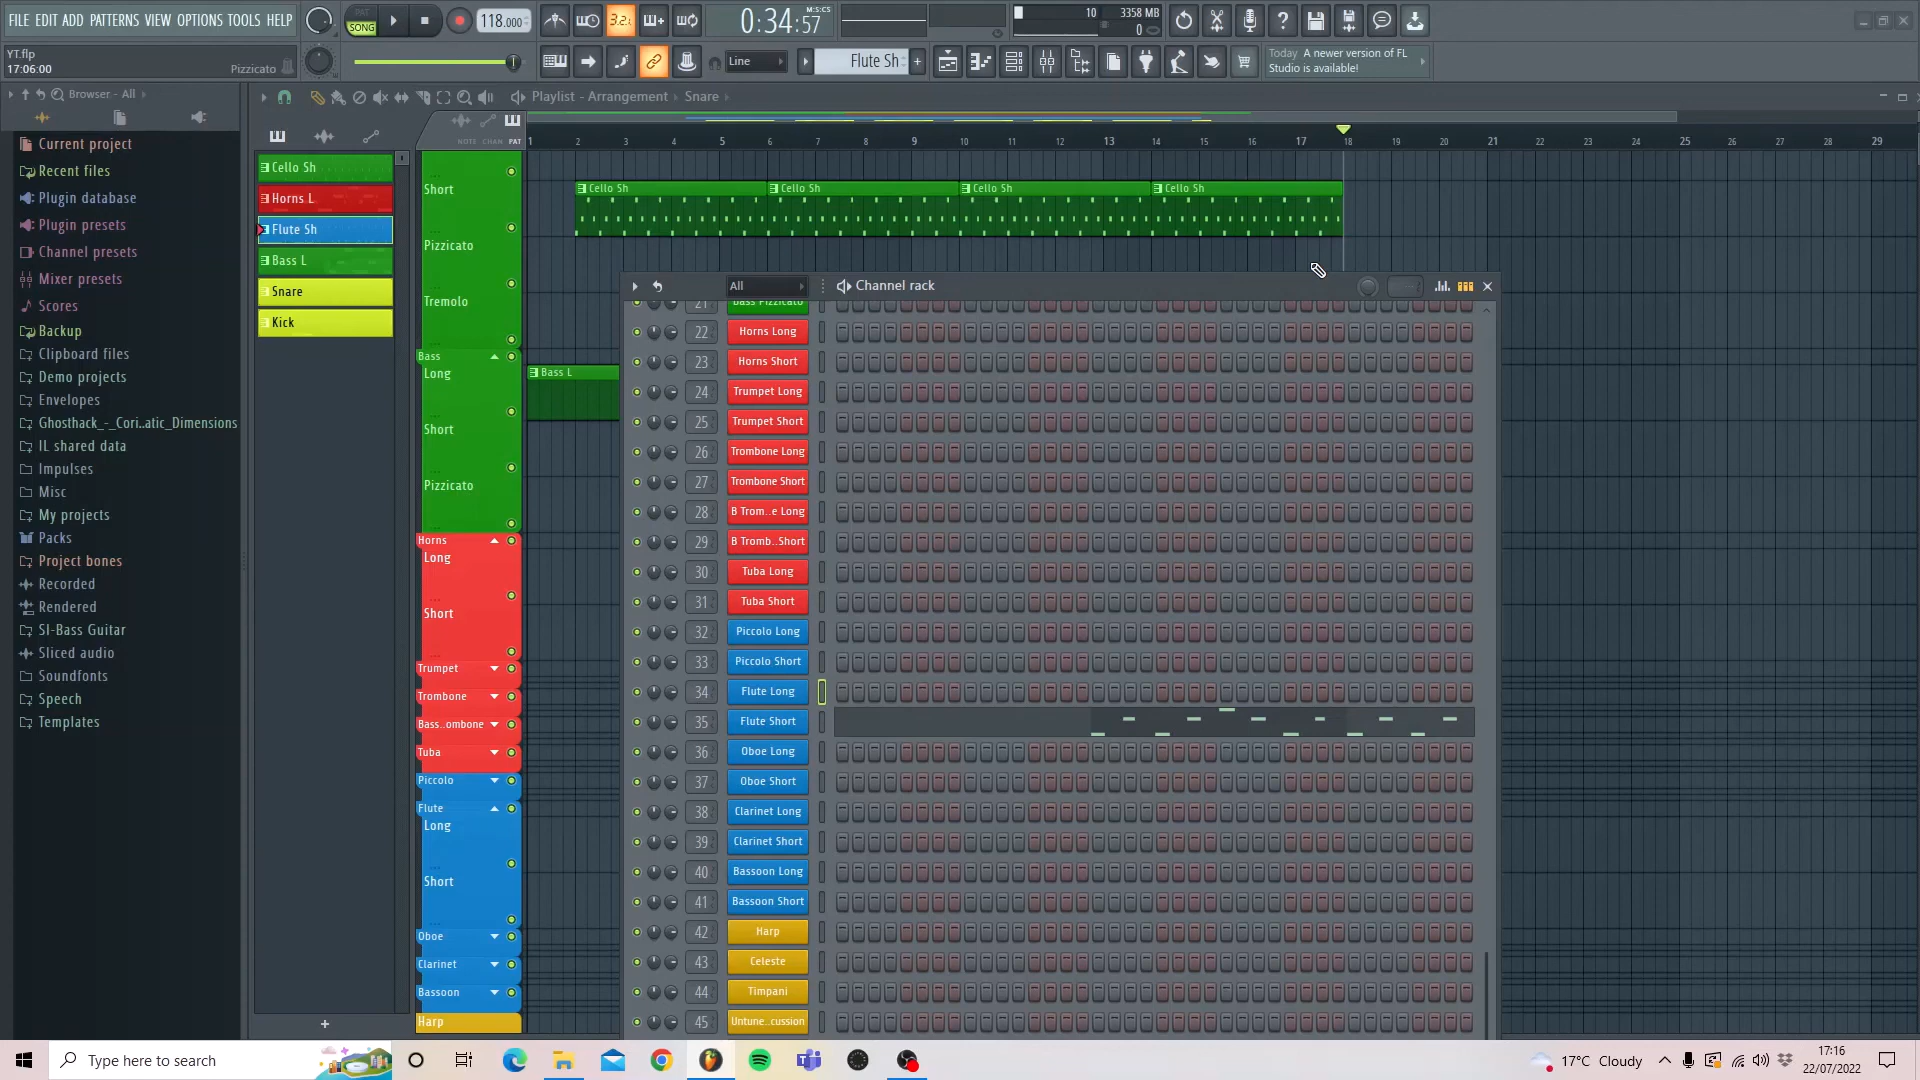 FILE EDIT ADD PATTERNS VIEW OPTIONS TOOLS HELP
PAT
SONG
118.000
3.2.
0:34:57
M:S:CS
10
3358 MB
0
YT.flp
17:06:00
Pizzicato
Line
Flute Sh
Today A newer version of FL
Studio is available!
Browser - All
Playlist - Arrangement
Snare
Current project
Recent files
Plugin database
Plugin presets
Channel presets
Mixer presets
Scores
Backup
Clipboard files
Demo projects
Envelopes
Ghosthack_-_Cori..atic_Dimensions
IL shared data
Impulses
Misc
My projects
Packs
Project bones
Recorded
Rendered
SI-Bass Guitar
Sliced audio
Soundfonts
Speech
Templates
Cello Sh
Horns L
Flute Sh
Bass L
Snare
Kick
+
NOTE CHAN PAT
1 2 3 4 5 6 7 8 9 10 11 12 13 14 15 16 17 18 19 20 21 22 23 24 25 26 27 28 29
Short
Pizzicato
Tremolo
Bass
Long
Short
Pizzicato
Horns
Long
Short
Trumpet
Trombone
Bass..ombone
Tuba
Piccolo
Flute
Long
Short
Oboe
Clarinet
Bassoon
Harp
Cello Sh
Cello Sh
Cello Sh
Cello Sh
Bass L
All
Channel rack
21 Bass Pizzicato
22 Horns Long
23 Horns Short
24 Trumpet Long
25 Trumpet Short
26 Trombone Long
27 Trombone Short
28 B Trom..e Long
29 B Tromb..Short
30 Tuba Long
31 Tuba Short
32 Piccolo Long
33 Piccolo Short
34 Flute Long
35 Flute Short
36 Oboe Long
37 Oboe Short
38 Clarinet Long
39 Clarinet Short
40 Bassoon Long
41 Bassoon Short
42 Harp
43 Celeste
44 Timpani
45 Untune..cussion
Type here to search
17°C Cloudy
17:16
22/07/2022